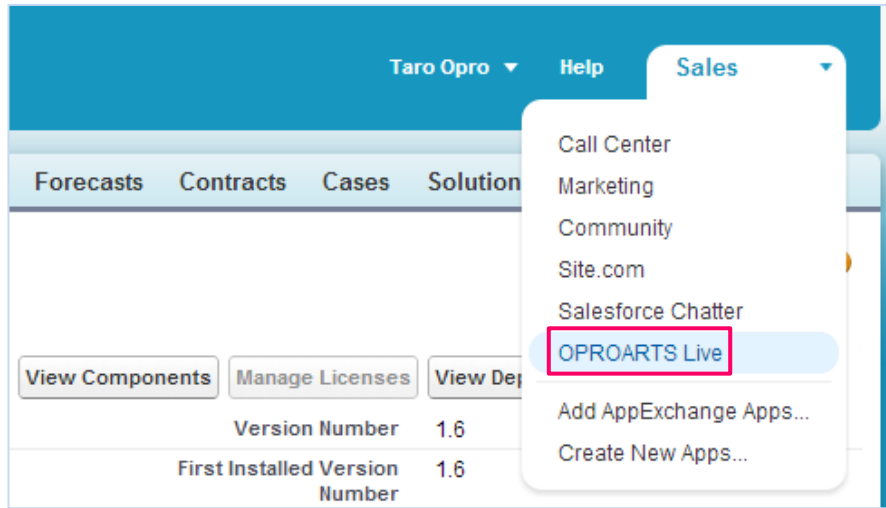 Taro Opro Help Sales
Forecasts Contracts Cases Solution
Call Center
Marketing
Community
Site.com
Salesforce Chatter
OPROARTS Live
Add AppExchange Apps...
Create New Apps...
View Components Manage Licenses View Dep
Version Number 1.6
First Installed Version 1.6
Number